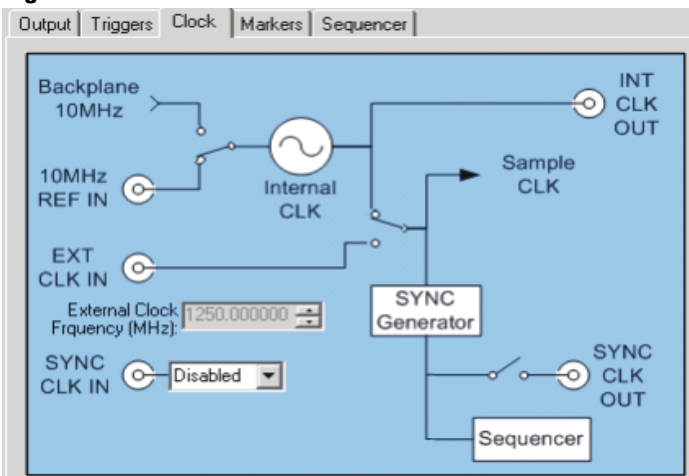 Output Triggers Clock Markers Sequencer
Backplane
10MHz
INT
CLK
OUT
10MHz
REF IN
Internal
CLK
Sample
CLK
EXT
CLK IN
External Clock
Frquency (MHz):
1250.000000
SYNC
Generator
SYNC
CLK IN
Disabled
SYNC
CLK
OUT
Sequencer